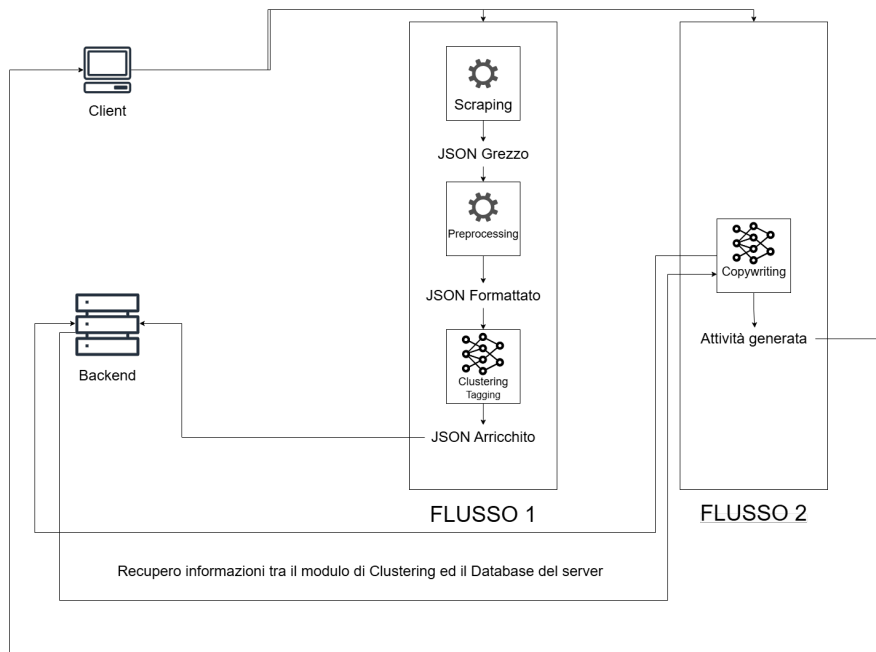 Client
Scraping
JSON Grezzo
Preprocessing
JSON Formattato
Clustering
Tagging
JSON Arricchito
FLUSSO 1
Backend
Copywriting
Attività generata
FLUSSO 2
Recupero informazioni tra il modulo di Clustering ed il Database del server